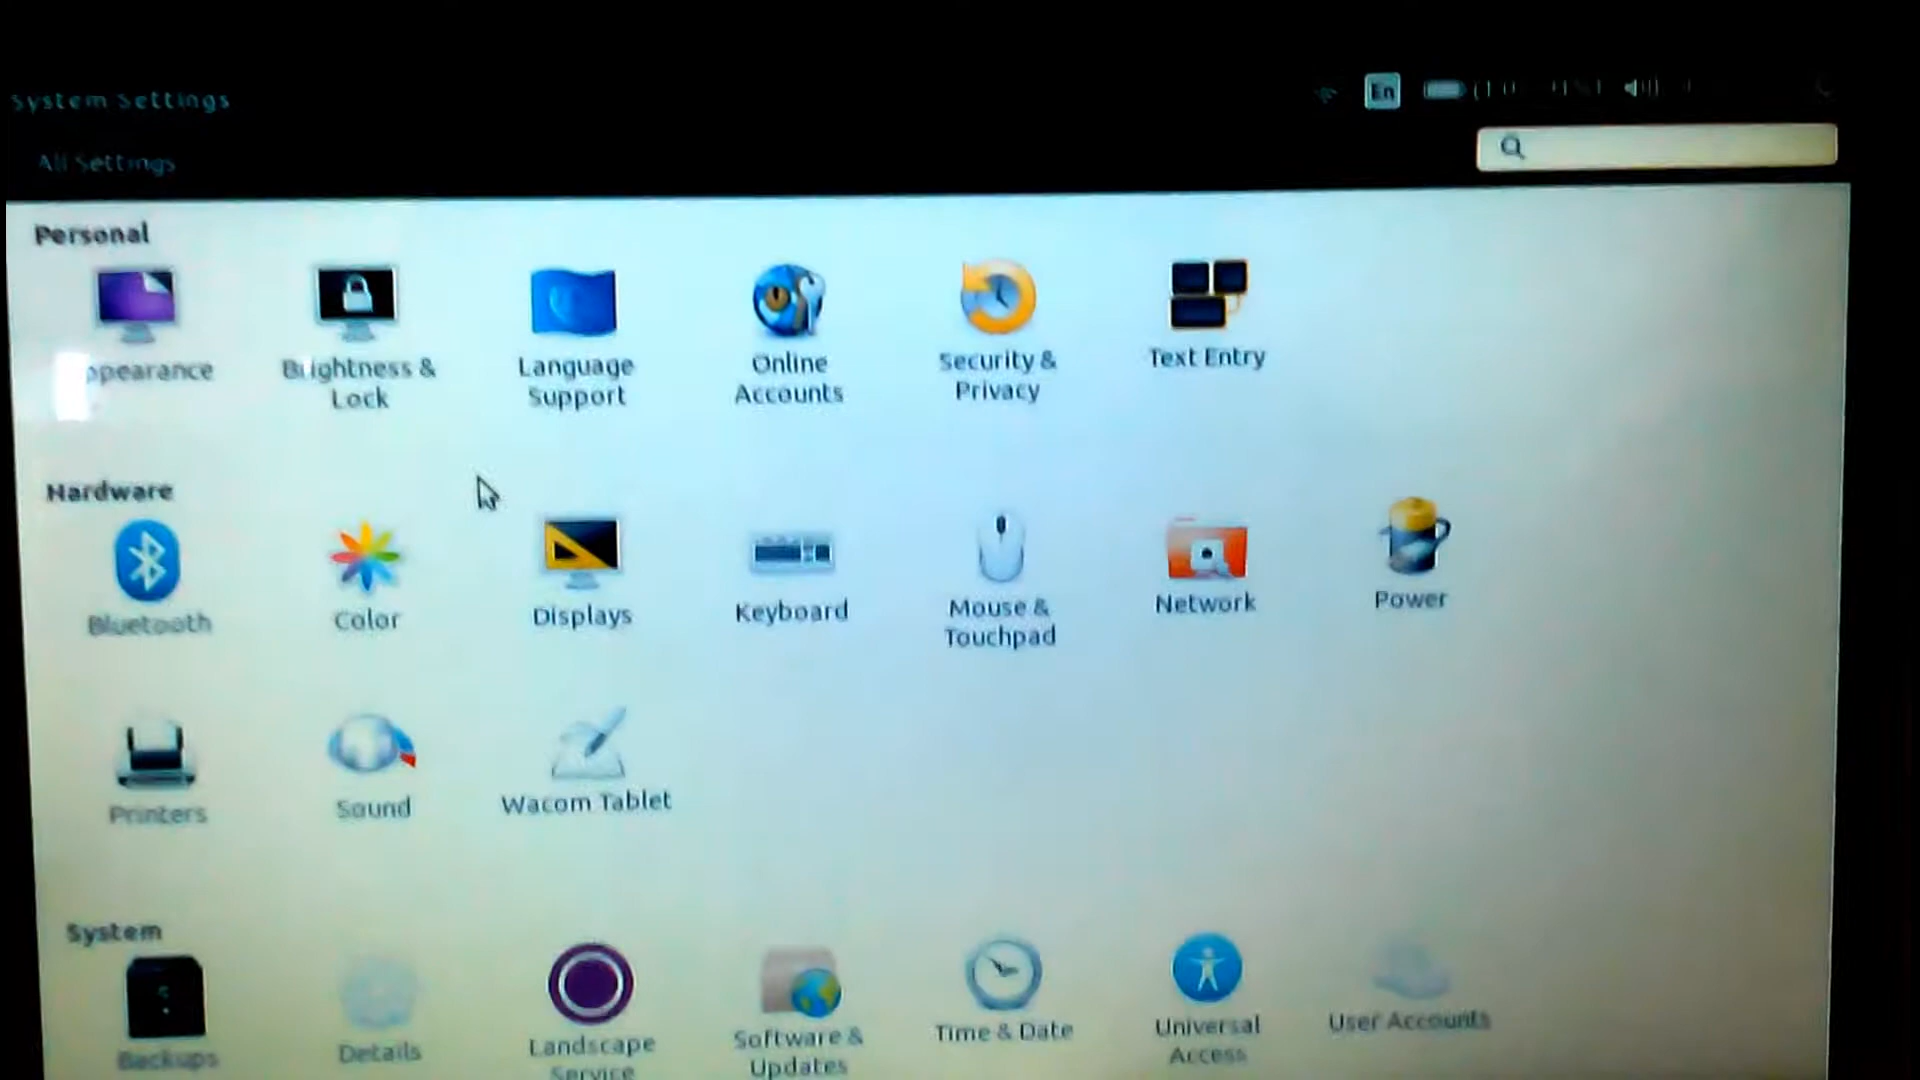 System Settings
En
All Settings
Personal
Appearance
Brightness &
Lock
Language
Support
Online
Accounts
Security &
Privacy
Text Entry
Hardware
Bluetooth
Color
Displays
Keyboard
Mouse &
Touchpad
Network
Power
Printers
Sound
Wacom Tablet
System
Backups
Details
Landscape
Service
Software &
Updates
Time & Date
Universal
Access
User Accounts